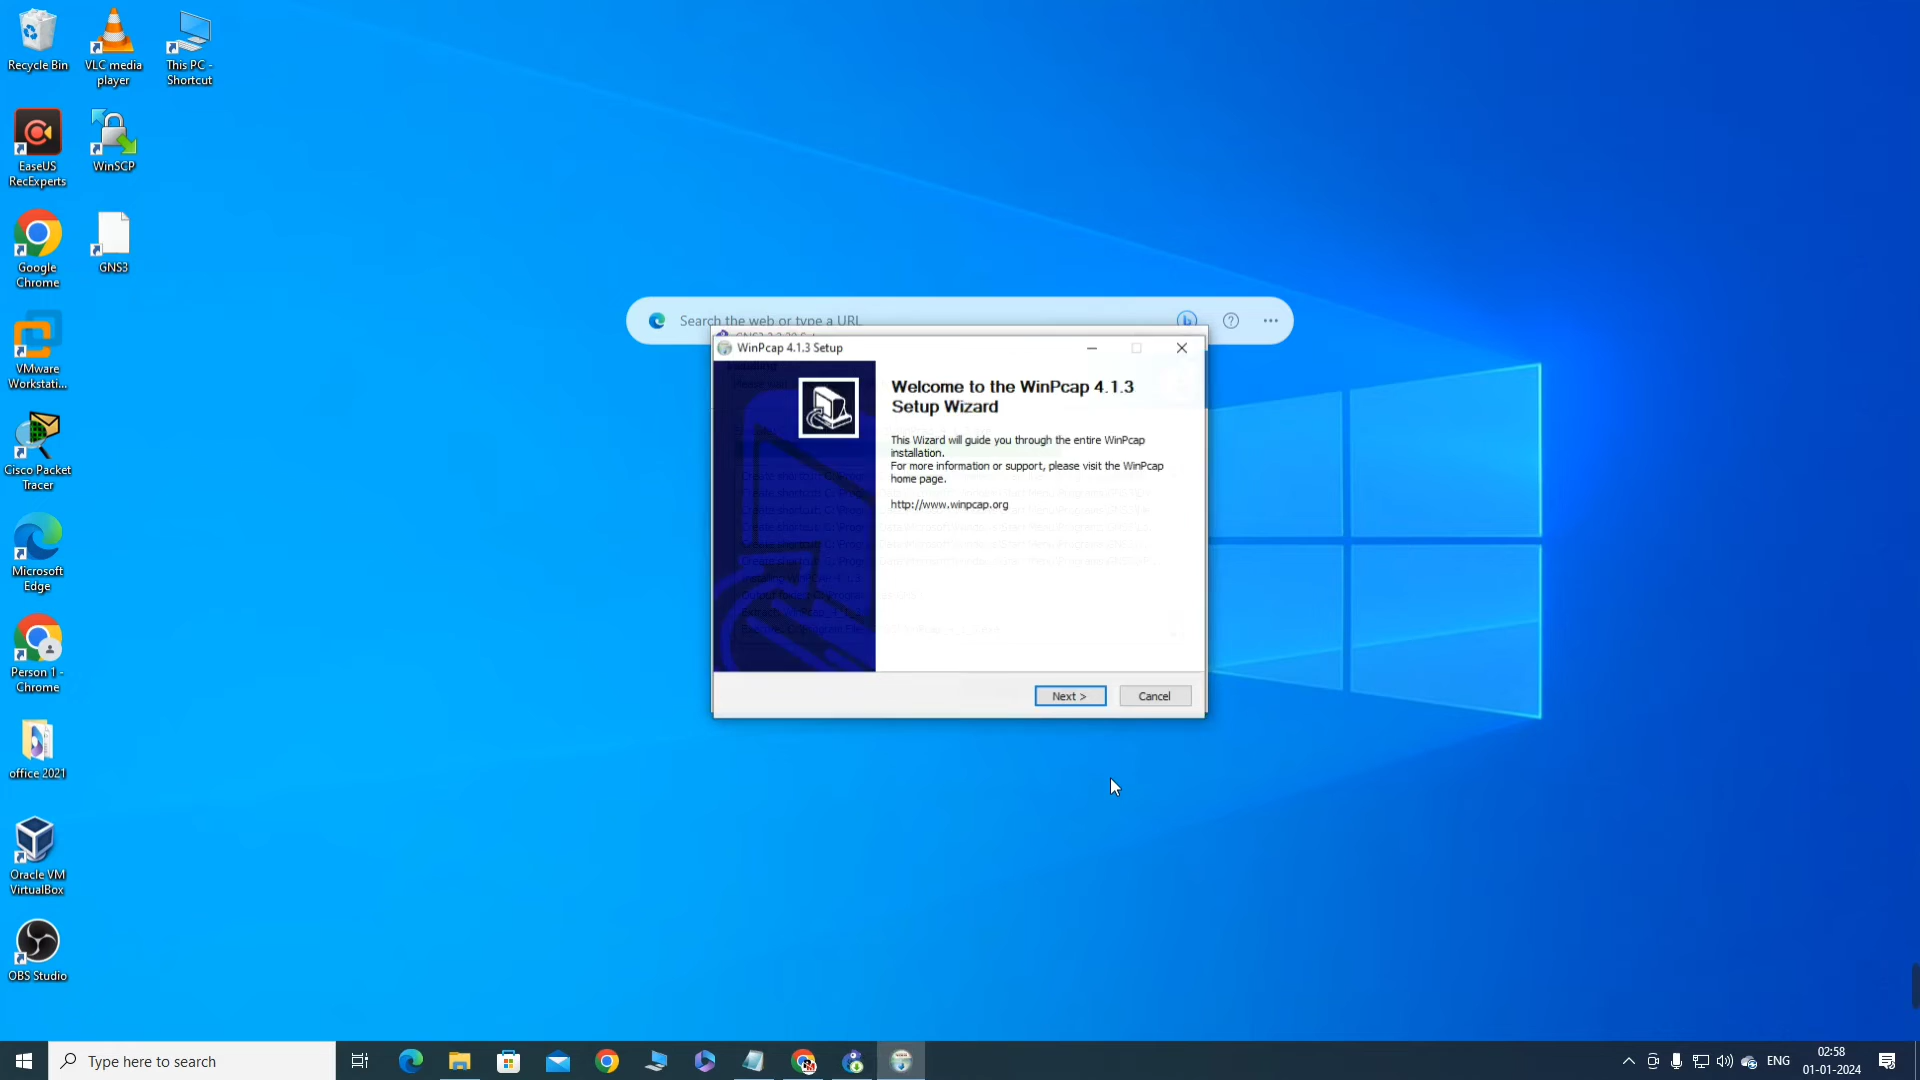 Recycle Bin
VLC media
player
This PC -
Shortcut
EaseUS
RecExperts
WinSCP
Google
Chrome
GNS3
VMware
Workstati...
Cisco Packet
Tracer
Microsoft
Edge
Person 1 -
Chrome
office 2021
Oracle VM
VirtualBox
OBS Studio
Search the web or type a URL
WinPcap 4.1.3 Setup
Welcome to the WinPcap 4.1.3
Setup Wizard
This Wizard will guide you through the entire WinPcap
installation.
For more information or support, please visit the WinPcap
home page.
http://www.winpcap.org
Next >
Cancel
Type here to search
ENG
02:58
01-01-2024